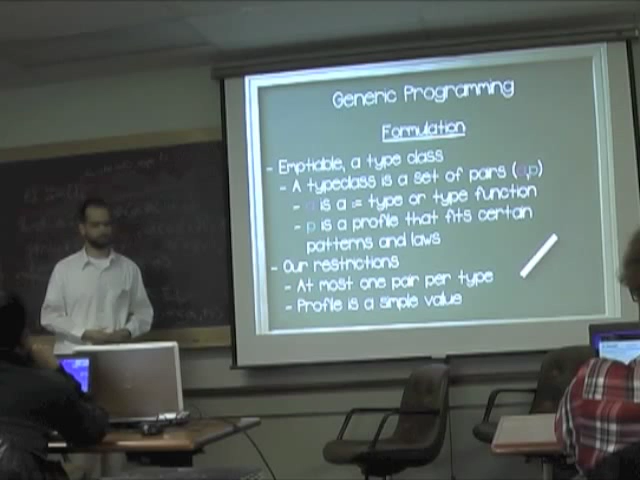 Generic Programming
Formulation
- Emptiable, a type class
- A typeclass is a set of pairs (a,p)
- a is a := type or type function
- p is a profile that fits certain
patterns and laws
- Our restrictions
- At most one pair per type
- Profile is a simple value